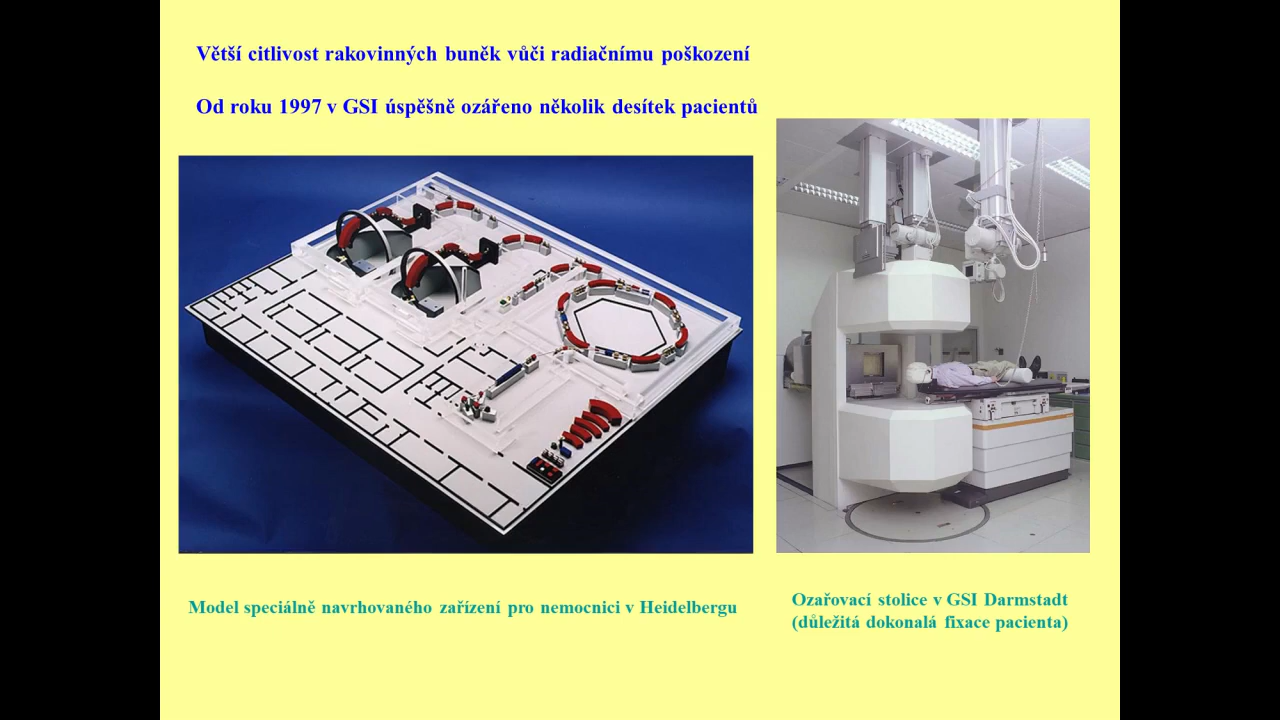 Větší citlivost rakovinných buněk vůči radiačnímu poškození
Od roku 1997 v GSI úspěšně ozářeno několik desítek pacientů
Model speciálně navrhovaného zařízení pro nemocnici v Heidelbergu
Ozařovací stolice v GSI Darmstadt
(důležitá dokonalá fixace pacienta)